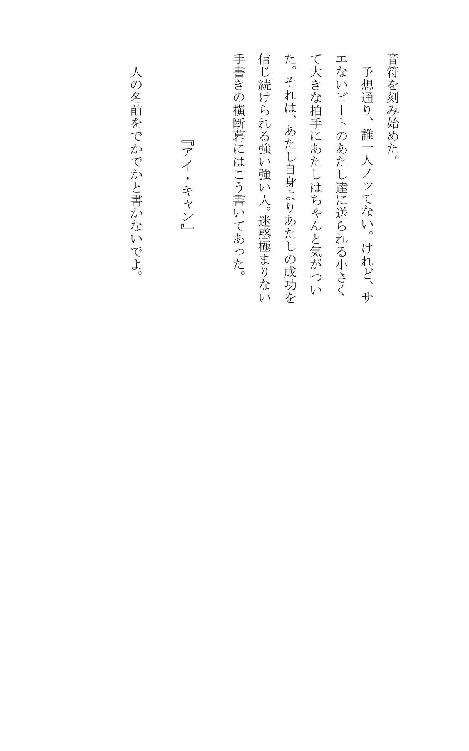 音符を刻み始めた。
予想通り、誰一人ノッてない。けれど、サ
エないビートのあたし達に送られる小さく
て大きな拍手にあたしはちゃんと気がつい
た。それは、あたし自身よりあたしの成功を
信じ続けられる強い強い人。迷惑極まりない
手書きの横断幕にはこう書いてあった。
『アイ・キャン』
人の名前をでかでかと書かないでよ。